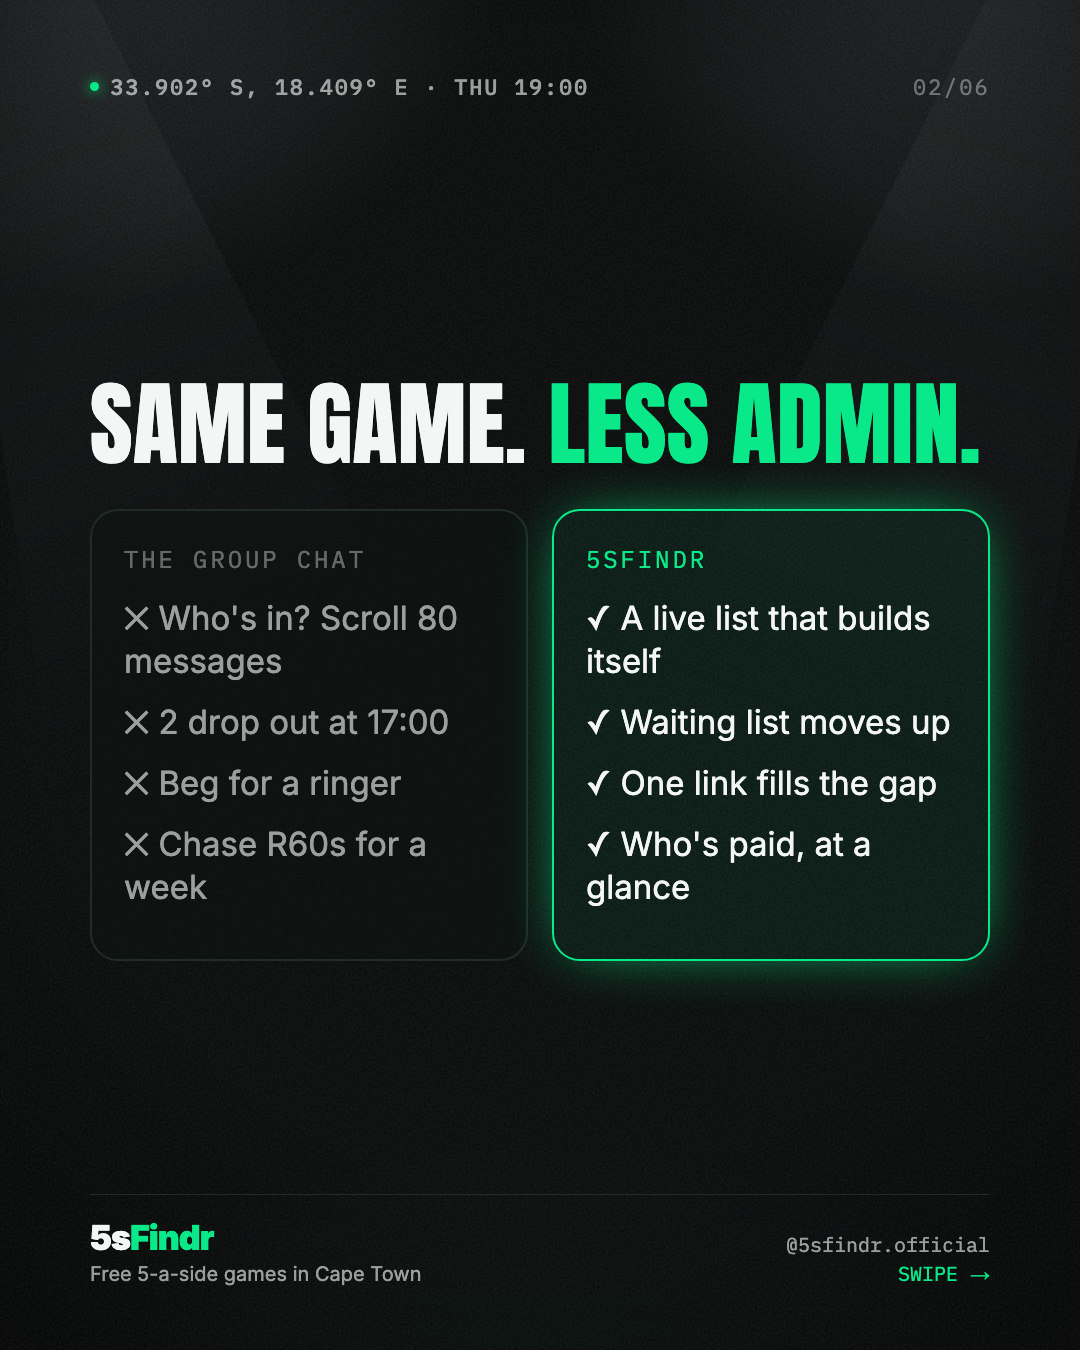 33.902° S, 18.409° E · THU 19:00
02/06
SAME GAME. LESS ADMIN.
THE GROUP CHAT
✕ Who's in? Scroll 80
messages
✕ 2 drop out at 17:00
✕ Beg for a ringer
✕ Chase R60s for a
week
5SFINDR
✓ A live list that builds
itself
✓ Waiting list moves up
✓ One link fills the gap
✓ Who's paid, at a
glance
5sFindr
Free 5-a-side games in Cape Town
@5sfindr.official
SWIPE →